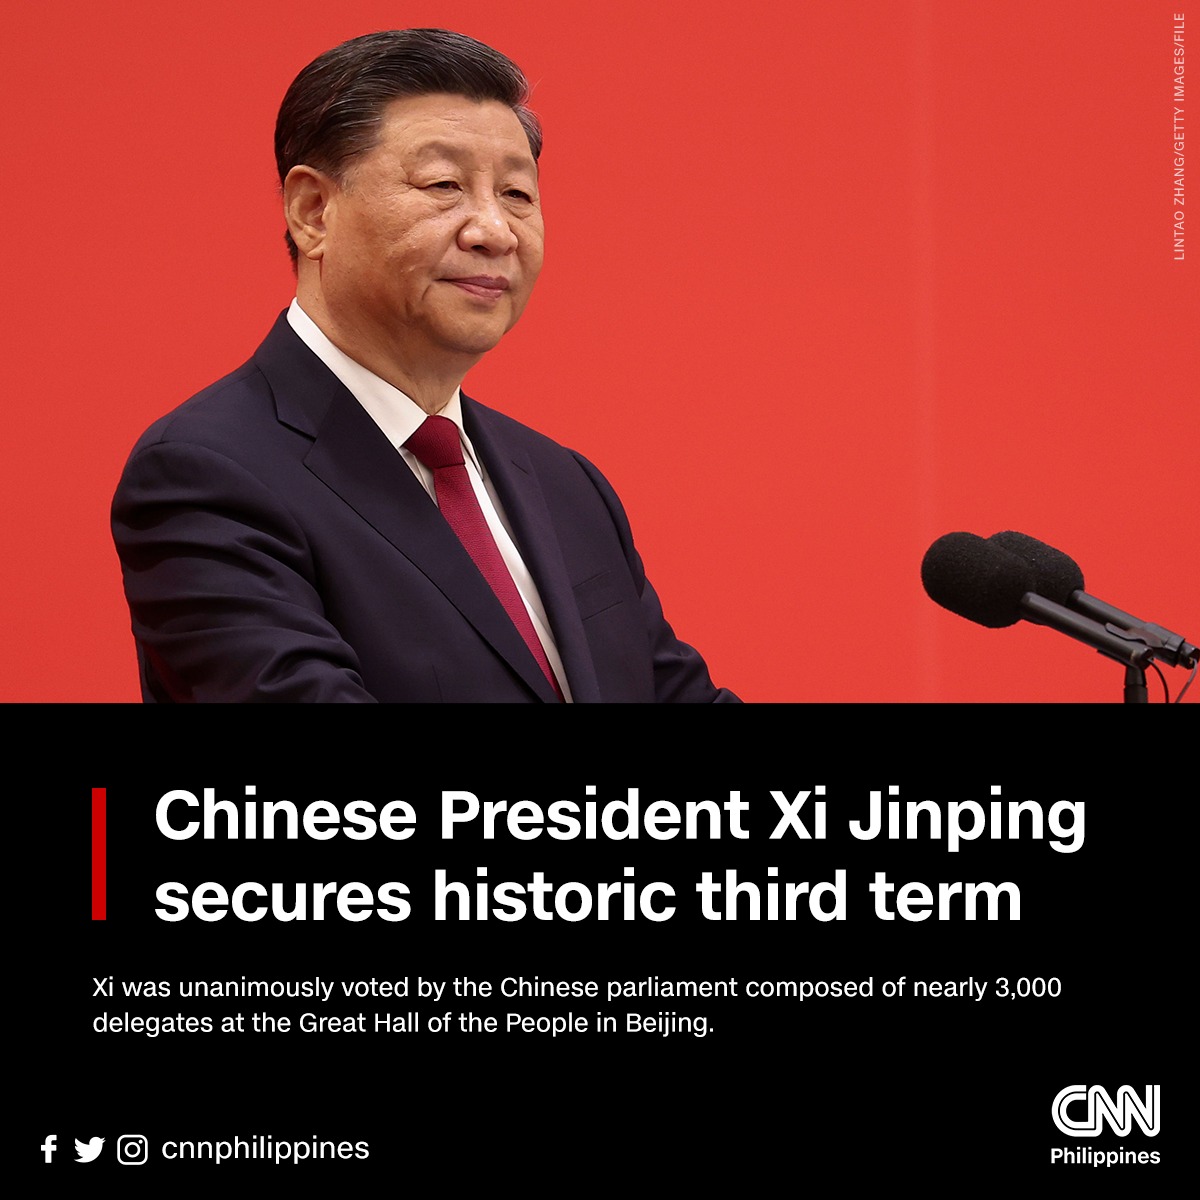 LINTAO ZHANG/GETTY IMAGES/FILE
Chinese President Xi Jinping
secures historic third term
Xi was unanimously voted by the Chinese parliament composed of nearly 3,000
delegates at the Great Hall of the People in Beijing.
cnnphilippines
CNN
Philippines